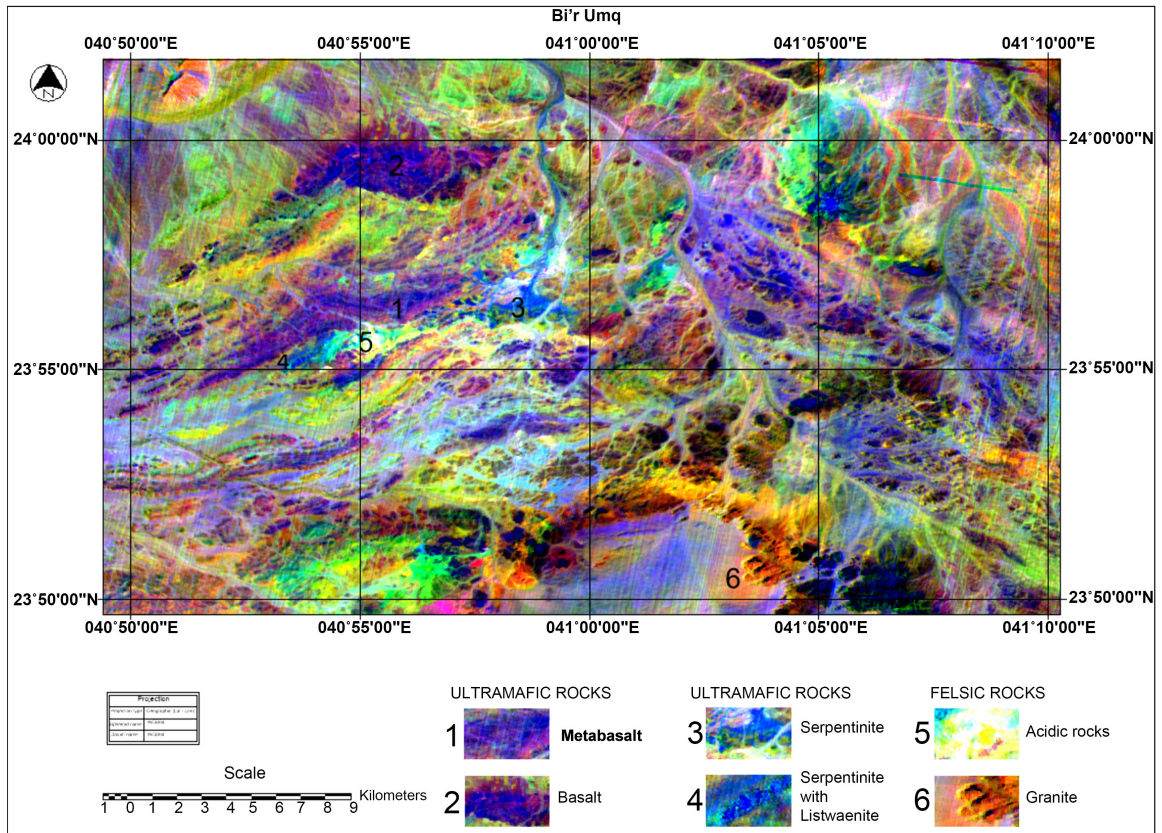 Bi'r Umq
040°50'00"E 040°55'00"E 041°00'00"E 041°05'00"E 041°10'00"E
N
24°00'00"N 24°00'00"N
2
1 3
5
4
23°55'00"N 23°55'00"N
6
23°50'00"N 23°50'00"N
040°50'00"E 040°55'00"E 041°00'00"E 041°05'00"E 041°10'00"E
Projection
Scale
1 0 1 2 3 4 5 6 7 8 9 Kilometers
ULTRAMAFIC ROCKS
1 Metabasalt
2 Basalt
ULTRAMAFIC ROCKS
3 Serpentinite
4 Serpentinite
with
Listwaenite
FELSIC ROCKS
5 Acidic rocks
6 Granite